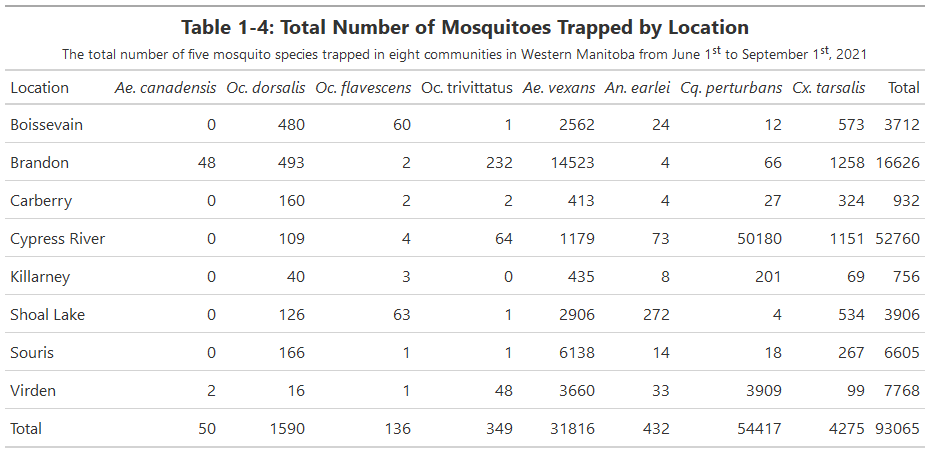 Table 1-4: Total Number of Mosquitoes Trapped by Location
The total number of five mosquito species trapped in eight communities in Western Manitoba from June 1st to September 1st, 2021
Location Ae. canadensis Oc. dorsalis Oc. flavescens Oc. trivittatus Ae. vexans An. earlei Cq. perturbans Cx. tarsalis Total
Boissevain 0 480 60 1 2562 24 12 573 3712
Brandon 48 493 2 232 14523 4 66 1258 16626
Carberry 0 160 2 2 413 4 27 324 932
Cypress River 0 109 4 64 1179 73 50180 1151 52760
Killarney 0 40 3 0 435 8 201 69 756
Shoal Lake 0 126 63 1 2906 272 4 534 3906
Souris 0 166 1 1 6138 14 18 267 6605
Virden 2 16 1 48 3660 33 3909 99 7768
Total 50 1590 136 349 31816 432 54417 4275 93065